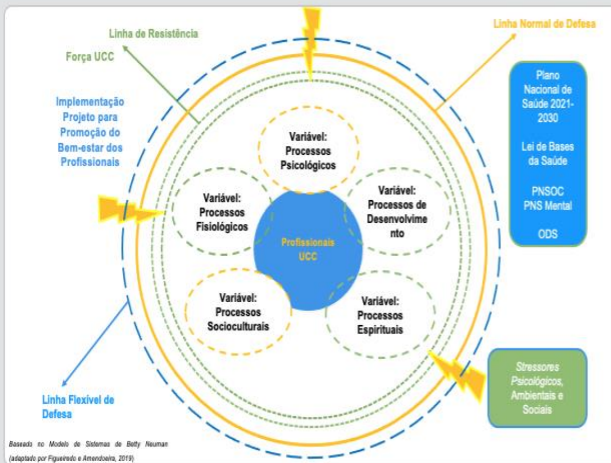 Linha de Resistência
Força UCC
Linha Normal de Defesa
Implementação
Projeto para
Promoção do
Bem-estar dos
Profissionais
Plano
Nacional de
Saúde 2021-
2030
Lei de Bases
da Saúde
PNSOC
PNS Mental
ODS
Variável:
Processos
Psicológicos
Variável:
Processos
Fisiológicos
Variável:
Processos de
Desenvolvime
nto
Profissionais
UCC
Variável:
Processos
Socioculturais
Variável:
Processos
Espirituais
Stressores
Psicológicos,
Ambientais e
Sociais
Linha Flexível de
Defesa
Baseado no Modelo de Sistemas de Betty Neuman
(adaptado por Figueiredo e Amendoeira, 2019)